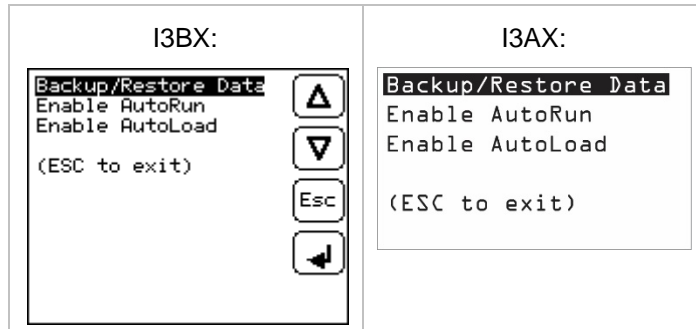 I3BX:
Backup/Restore Data
Enable AutoRun
Enable AutoLoad
(ESC to exit)
Esc
I3AX:
Backup/Restore Data
Enable AutoRun
Enable AutoLoad
(ESC to exit)